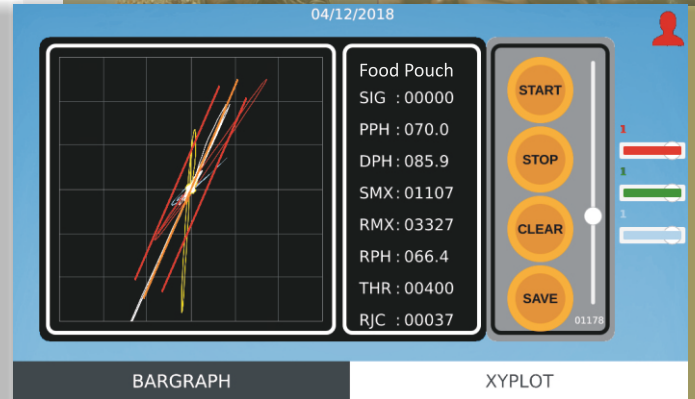 04/12/2018
Food Pouch
SIG : 00000
PPH : 070.0
DPH : 085.9
SMX : 01107
RMX : 03327
RPH : 066.4
THR : 00400
RJC : 00037
START
STOP
CLEAR
SAVE
01178
1
1
1
BARGRAPH
XYPLOT